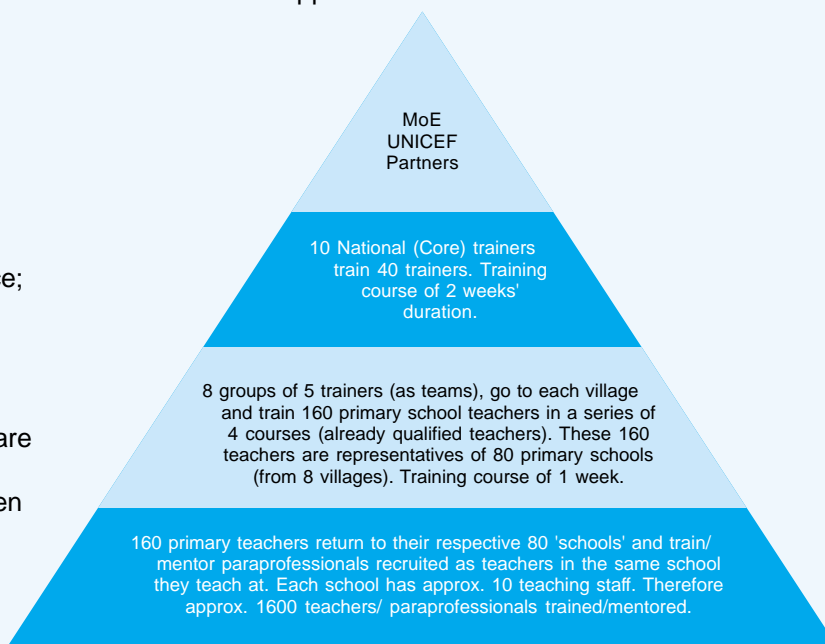 MoE
UNICEF
Partners
10 National (Core) trainers
train 40 trainers. Training
course of 2 weeks'
duration.
8 groups of 5 trainers (as teams), go to each village
and train 160 primary school teachers in a series of
4 courses (already qualified teachers). These 160
teachers are representatives of 80 primary schools
(from 8 villages). Training course of 1 week.
160 primary teachers return to their respective 80 'schools' and train/
mentor paraprofessionals recruited as teachers in the same school
they teach at. Each school has approx. 10 teaching staff. Therefore
approx. 1600 teachers/ paraprofessionals trained/mentored.